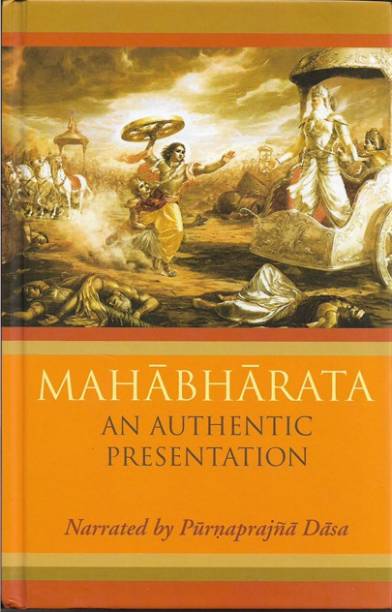 MAHĀBHĀRATA
AN AUTHENTIC
PRESENTATION
Narrated by Pūrṇaprajñā Dāsa